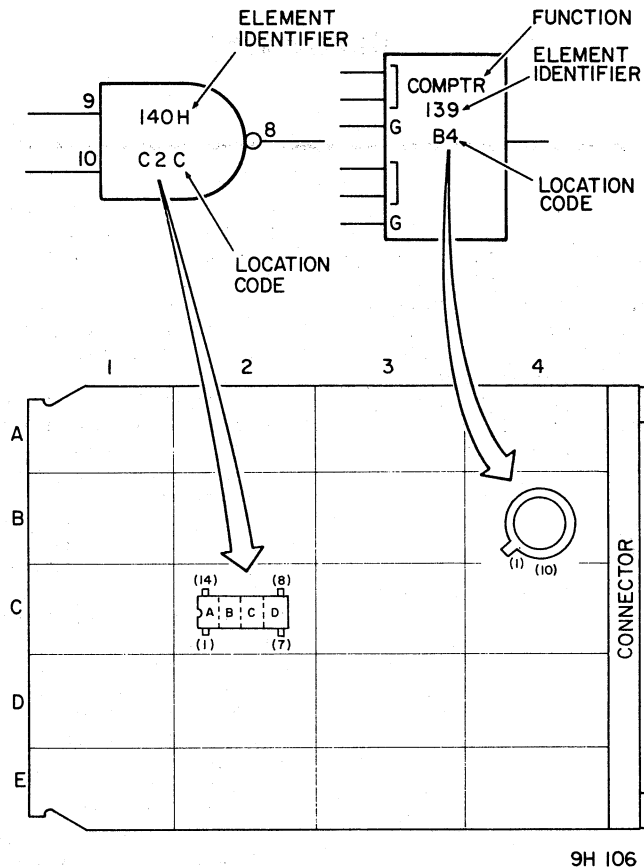 ELEMENT
IDENTIFIER
FUNCTION
ELEMENT
IDENTIFIER
9
140H
8
10
C2C
COMPTR
139
G
B4
G
LOCATION
CODE
LOCATION
CODE
1
2
3
4
A
B
C
D
E
(1)
(10)
(14)
(8)
A
B
C
D
(1)
(7)
CONNECTOR
9H 106